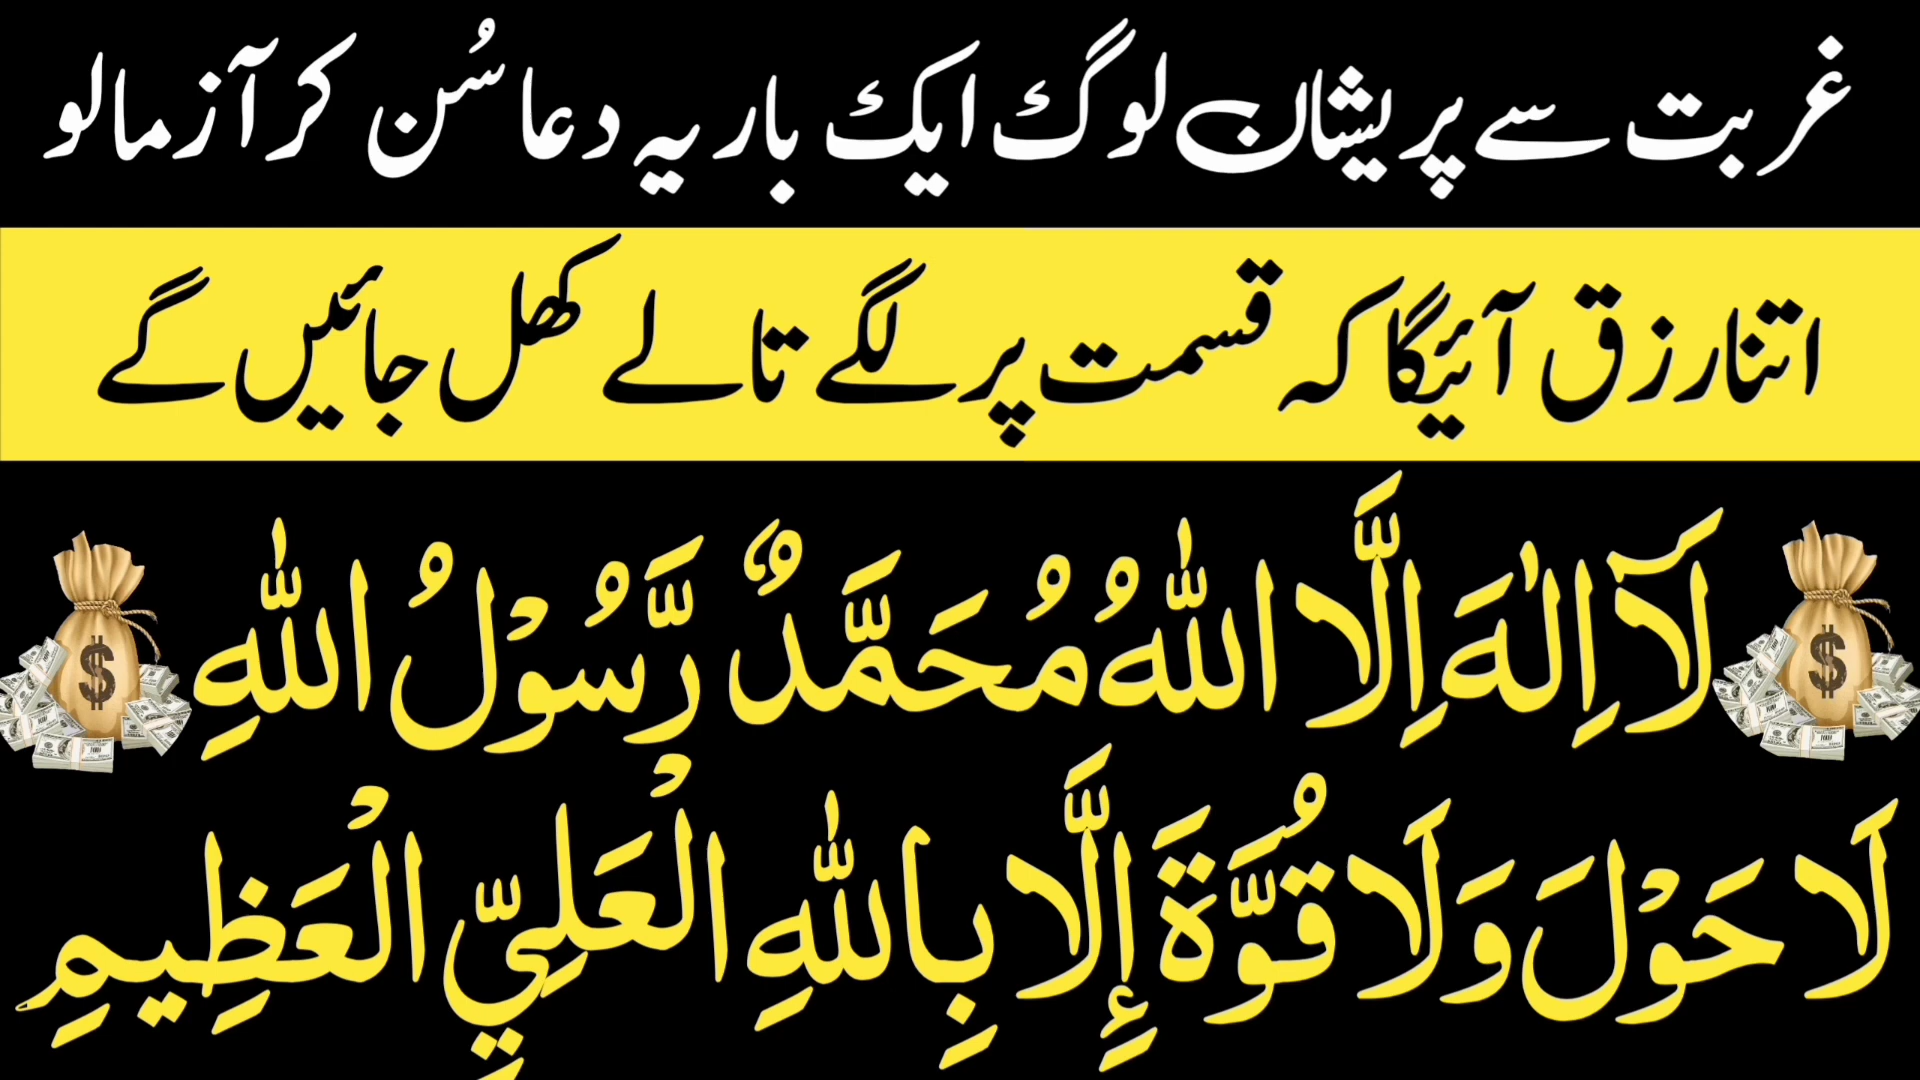 غربت سے پریشان لوگ ایک بار یہ دعا سُن کر آزمالو
اتنا رزق آئیگا کہ قسمت پر لگے تالے کھل جائیں گے
لَآ اِلٰهَ اِلَّا اللّٰهُ مُحَمَّدٌ رَّسُوْلُ اللّٰهِ
لَا حَوْلَ وَلَا قُوَّةَ إِلَّا بِاللّٰهِ الْعَلِيِّ الْعَظِيمِ